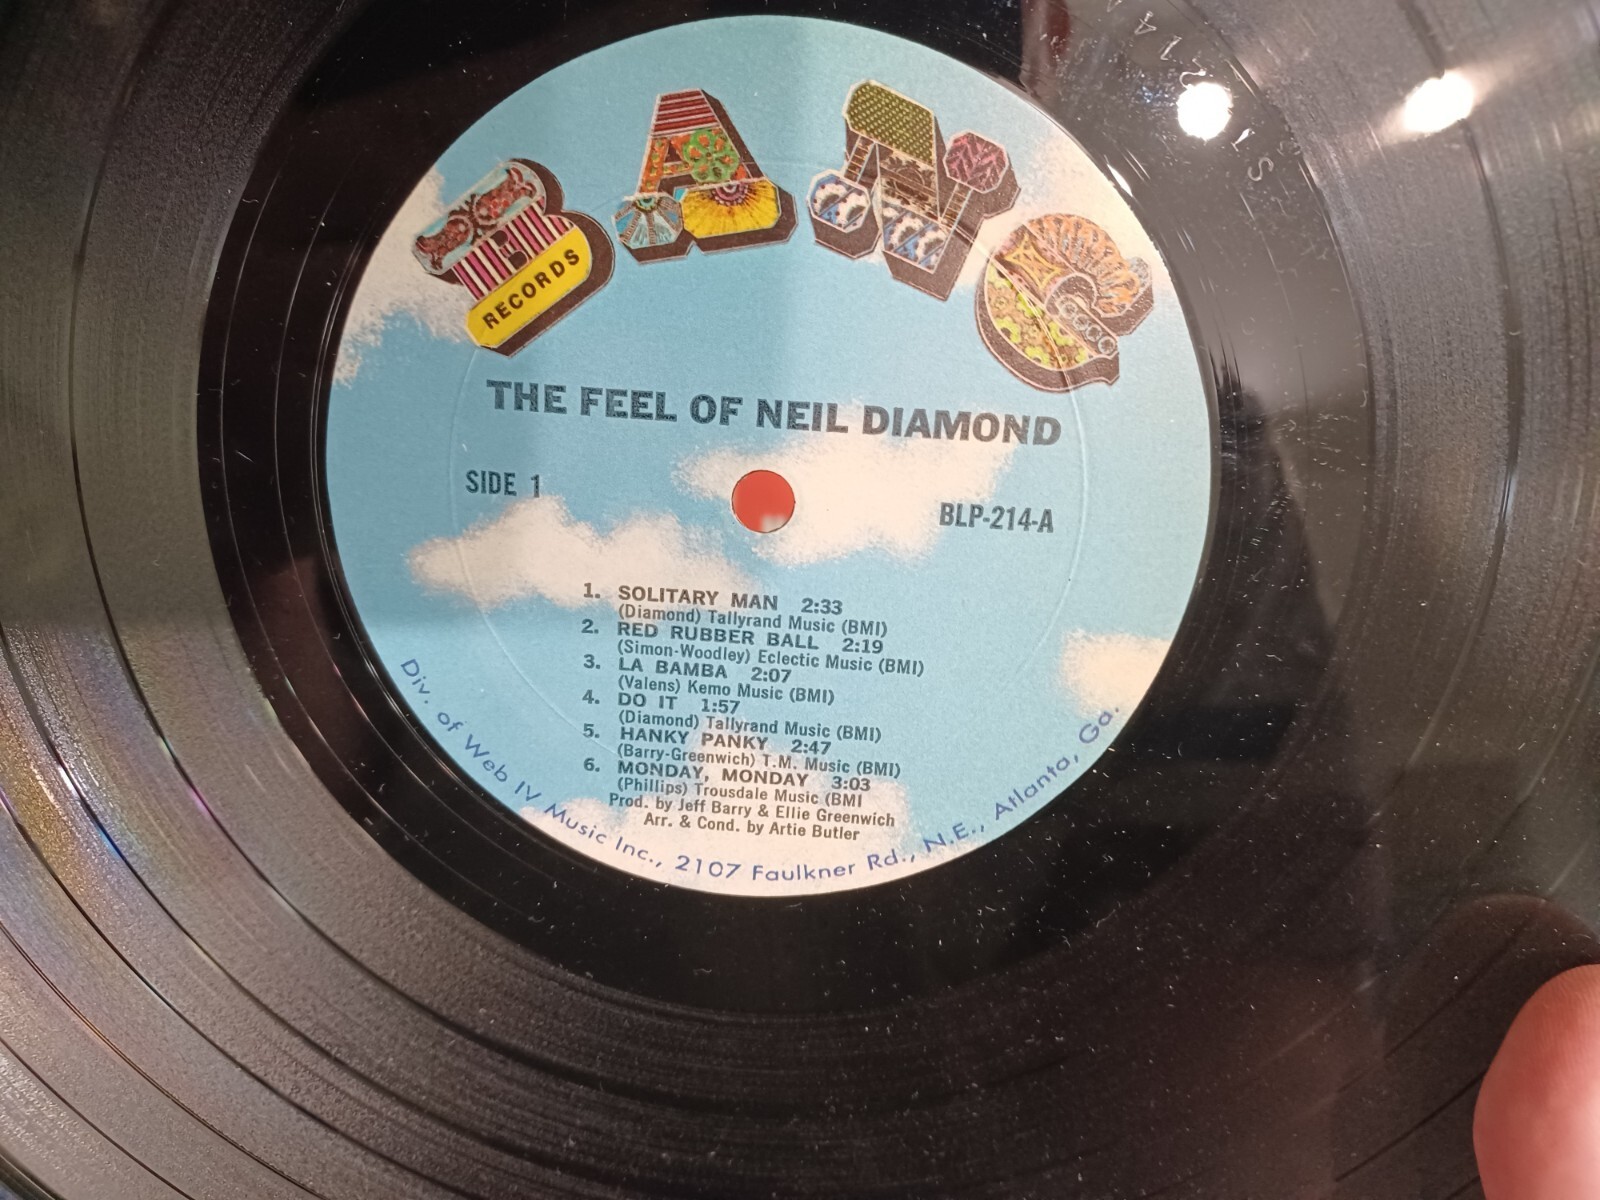 BANG
RECORDS
THE FEEL OF NEIL DIAMOND
SIDE 1
BLP-214-A
1. SOLITARY MAN 2:33
(Diamond) Tallyrand Music (BMI)
2. RED RUBBER BALL 2:19
(Simon-Woodley) Eclectic Music (BMI)
3. LA BAMBA 2:07
(Valens) Kemo Music (BMI)
4. DO IT 1:57
(Diamond) Tallyrand Music (BMI)
5. HANKY PANKY 2:47
(Barry-Greenwich) T.M. Music (BMI)
6. MONDAY, MONDAY 3:03
(Phillips) Trousdale Music (BMI
Prod. by Jeff Barry & Ellie Greenwich
Arr. & Cond. by Artie Butler
Div. of Web IV Music Inc., 2107 Faulkner Rd., N.E., Atlanta, Ga.